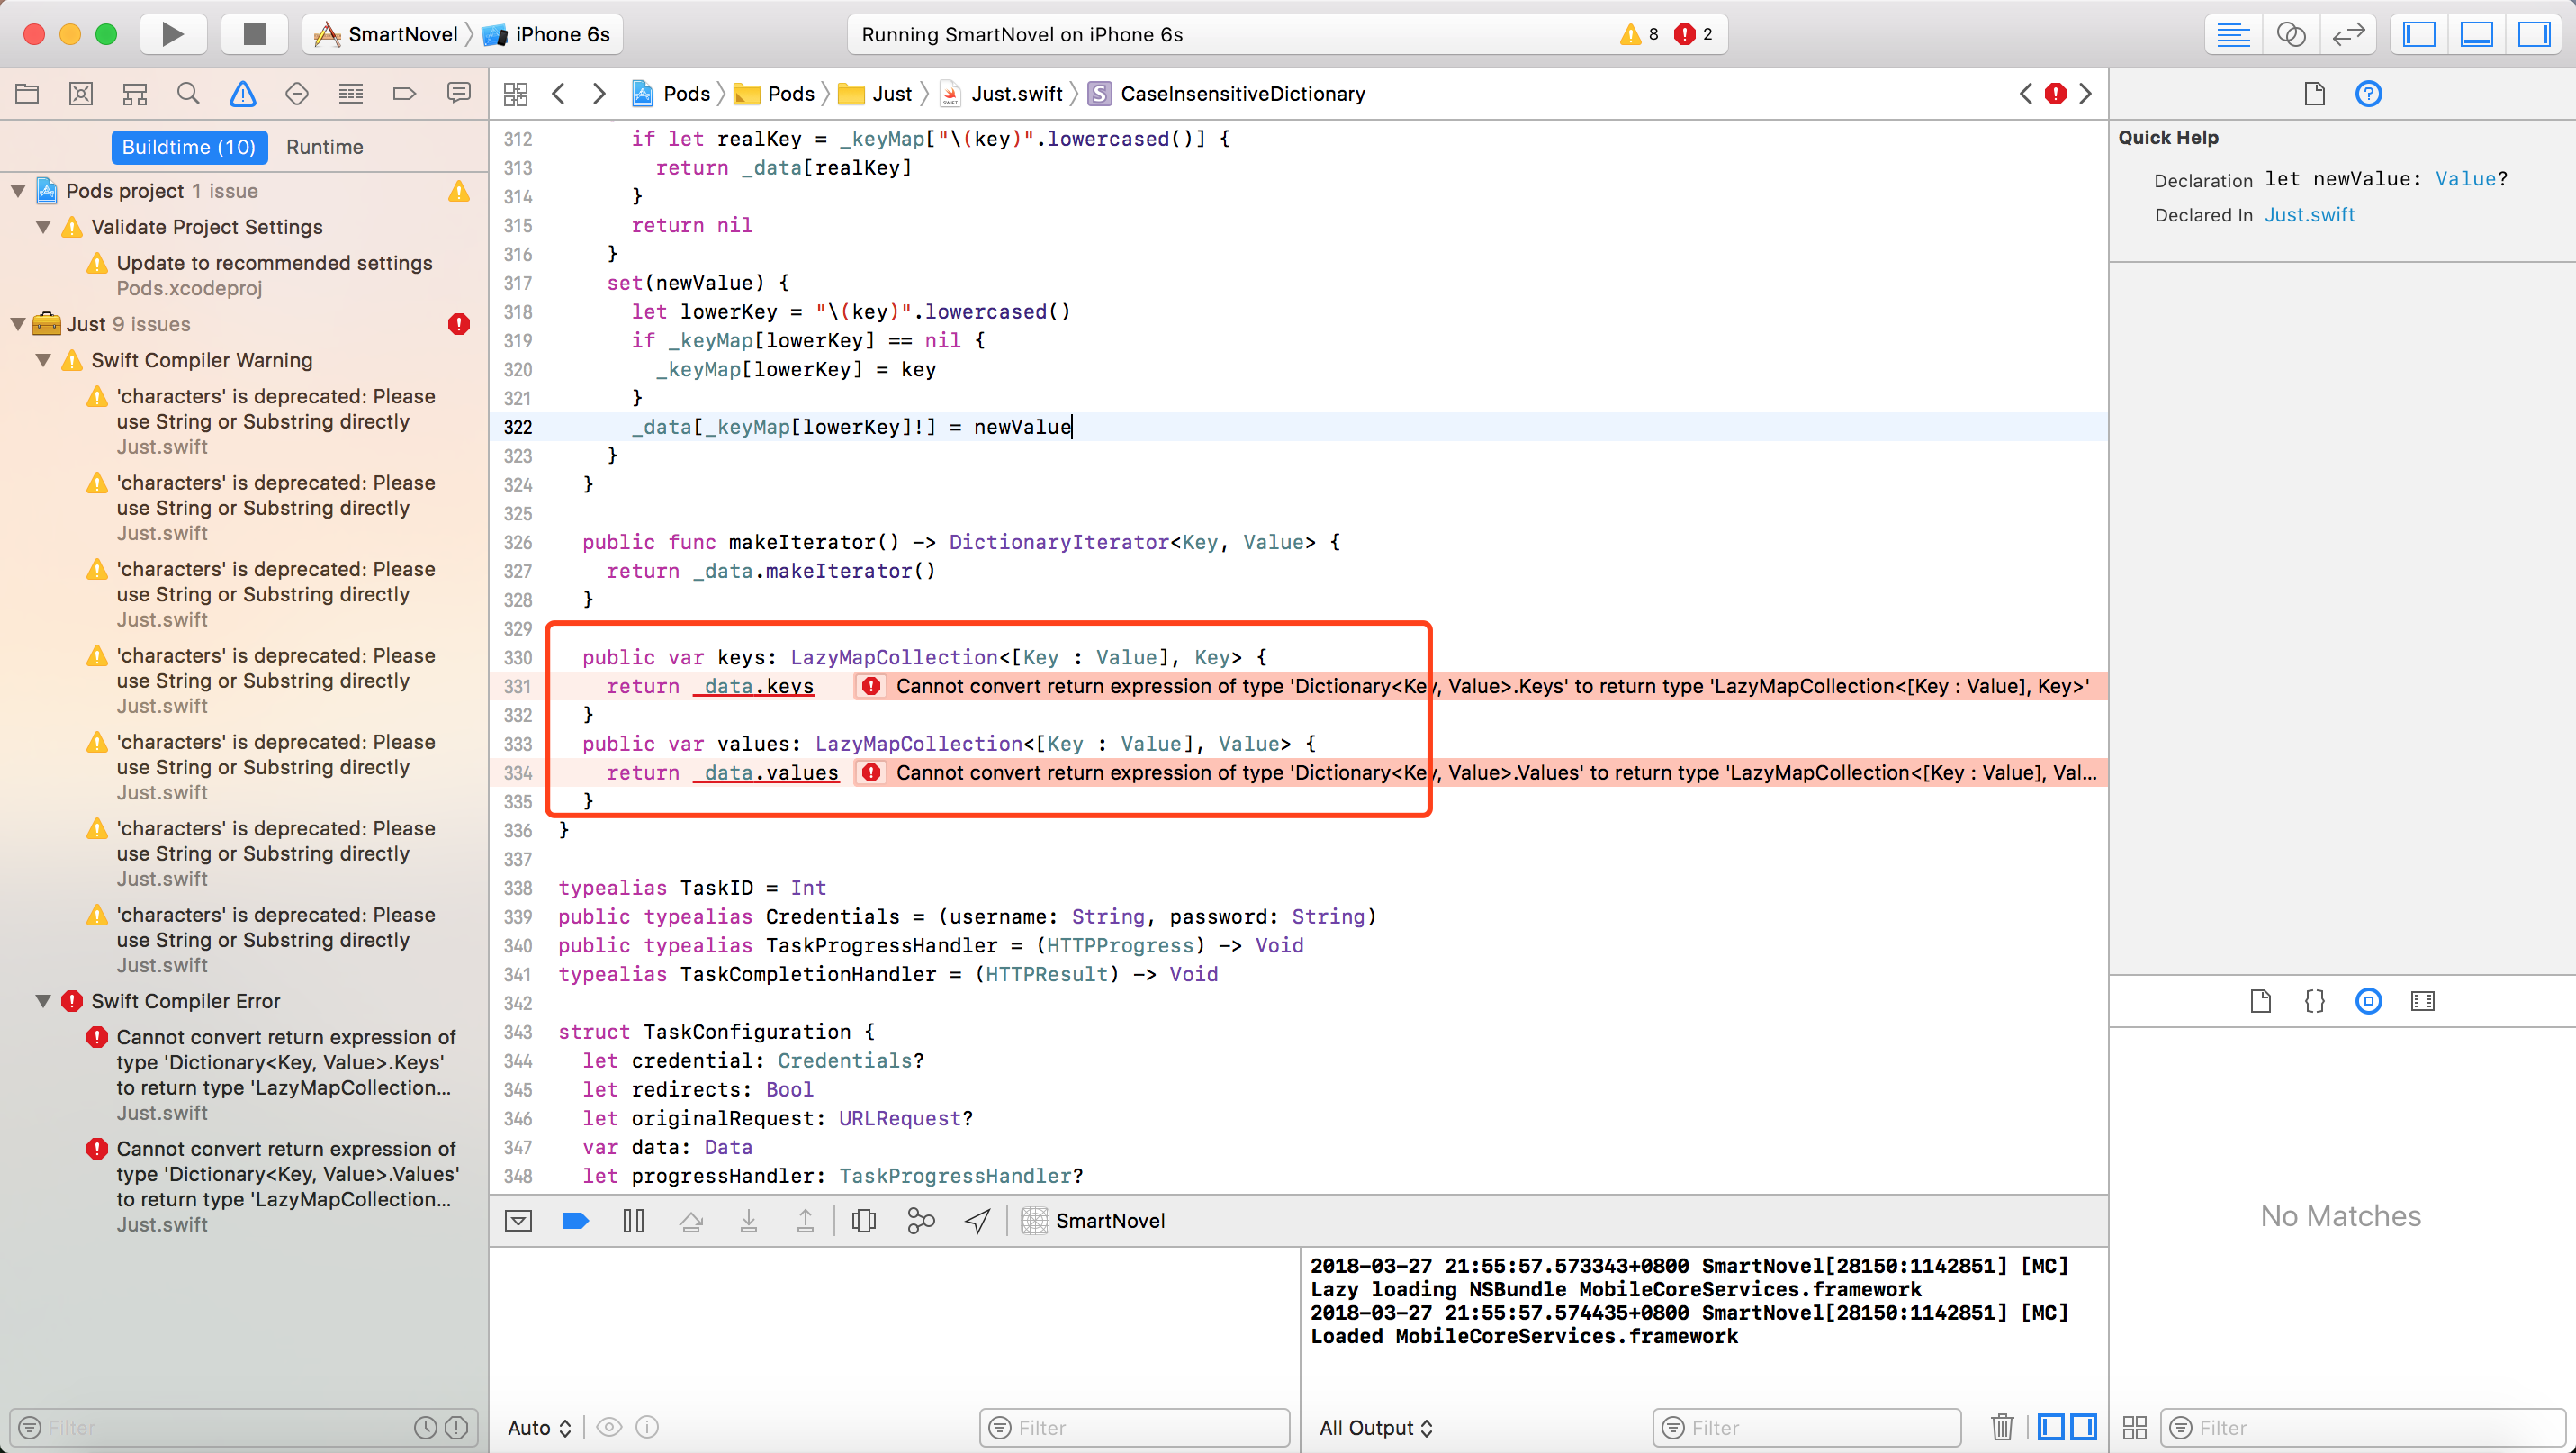 SmartNovel
iPhone 6s
Running SmartNovel on iPhone 6s
8
2
Pods
Pods
Just
Just.swift
S
CaseInsensitiveDictionary
Buildtime (10)
Runtime
Pods project 1 issue
Validate Project Settings
Update to recommended settings
Pods.xcodeproj
Just 9 issues
Swift Compiler Warning
'characters' is deprecated: Please
use String or Substring directly
Just.swift
'characters' is deprecated: Please
use String or Substring directly
Just.swift
'characters' is deprecated: Please
use String or Substring directly
Just.swift
'characters' is deprecated: Please
use String or Substring directly
Just.swift
'characters' is deprecated: Please
use String or Substring directly
Just.swift
'characters' is deprecated: Please
use String or Substring directly
Just.swift
'characters' is deprecated: Please
use String or Substring directly
Just.swift
Swift Compiler Error
Cannot convert return expression of
type 'Dictionary<Key, Value>.Keys'
to return type 'LazyMapCollection...
Just.swift
Cannot convert return expression of
type 'Dictionary<Key, Value>.Values'
to return type 'LazyMapCollection...
Just.swift
Filter
312 if let realKey = _keyMap["\(key)".lowercased()] {
313 return _data[realKey]
314 }
315 return nil
316 }
317 set(newValue) {
318 let lowerKey = "\(key)".lowercased()
319 if _keyMap[lowerKey] == nil {
320 _keyMap[lowerKey] = key
321 }
322 _data[_keyMap[lowerKey]!] = newValue
323 }
324 }
325
326 public func makeIterator() -> DictionaryIterator<Key, Value> {
327 return _data.makeIterator()
328 }
329
330 public var keys: LazyMapCollection<[Key : Value], Key> {
331 return _data.keys Cannot convert return expression of type 'Dictionary<Key, Value>.Keys' to return type 'LazyMapCollection<[Key : Value], Key>'
332 }
333 public var values: LazyMapCollection<[Key : Value], Value> {
334 return _data.values Cannot convert return expression of type 'Dictionary<Key, Value>.Values' to return type 'LazyMapCollection<[Key : Value], Val...
335 }
336 }
337
338 typealias TaskID = Int
339 public typealias Credentials = (username: String, password: String)
340 public typealias TaskProgressHandler = (HTTPProgress) -> Void
341 typealias TaskCompletionHandler = (HTTPResult) -> Void
342
343 struct TaskConfiguration {
344 let credential: Credentials?
345 let redirects: Bool
346 let originalRequest: URLRequest?
347 var data: Data
348 let progressHandler: TaskProgressHandler?
SmartNovel
2018-03-27 21:55:57.573343+0800 SmartNovel[28150:1142851] [MC]
Lazy loading NSBundle MobileCoreServices.framework
2018-03-27 21:55:57.574435+0800 SmartNovel[28150:1142851] [MC]
Loaded MobileCoreServices.framework
Auto
Filter
All Output
Filter
Quick Help
Declaration let newValue: Value?
Declared In Just.swift
No Matches
Filter